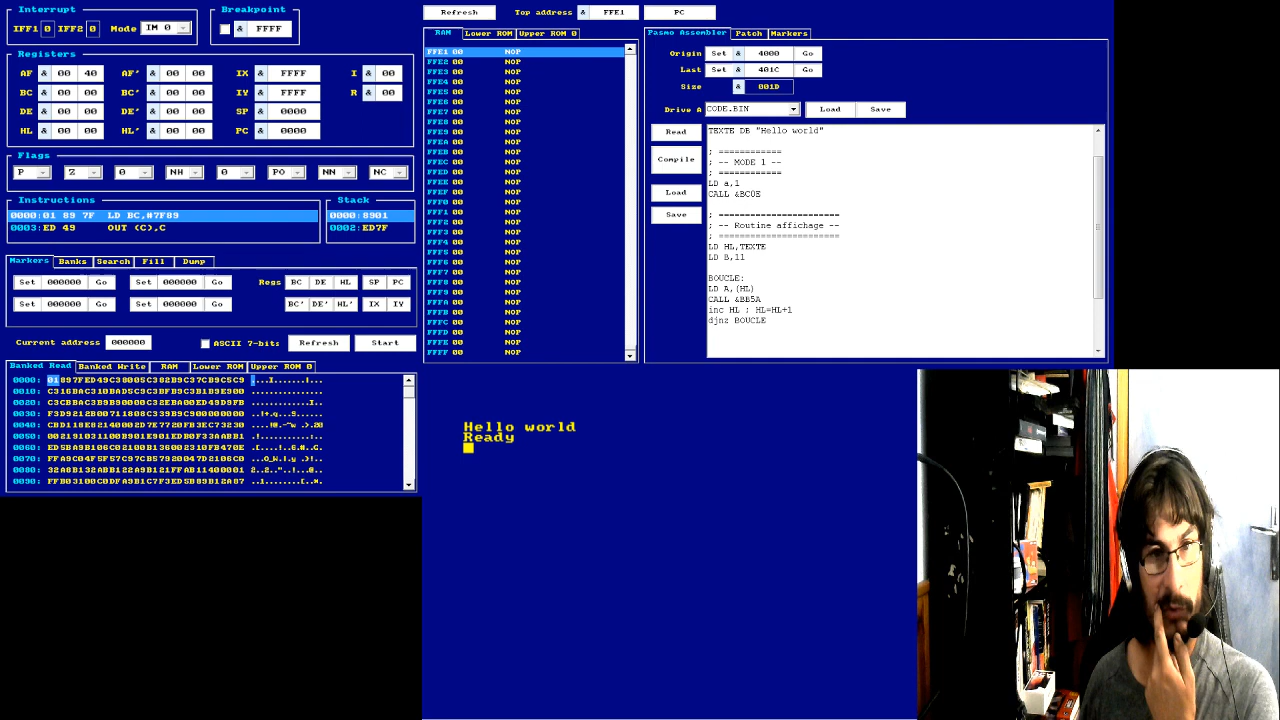 Interrupt
IFF1 0 IFF2 0 Mode IM 0
Breakpoint
& FFFF
Registers
AF & 00 40 AF' & 00 00 IX & FFFF I & 00
BC & 00 00 BC' & 00 00 IY & FFFF R & 00
DE & 00 00 DE' & 00 00 SP & 0000
HL & 00 00 HL' & 00 00 PC & 0000
Flags
P Z 0 NH 0 PO NN NC
Instructions
0000:01 89 7F LD BC,#7F89
0003:ED 49 OUT (C),C
Stack
0000:8901
0002:ED7F
Markers Banks Search Fill Dump
Set 000000 Go Set 000000 Go Regs BC DE HL SP PC
Set 000000 Go Set 000000 Go BC' DE' HL' IX IY
Current address 000000 ASCII 7-bits Refresh Start
Banked Read Banked Write RAM Lower ROM Upper ROM 0
0000:
0010:
0020:
0030:
0040:
0050:
0060:
0070:
0080:
0090:
Refresh Top address & FFE1 PC
RAM Lower ROM Upper ROM 0
FFE1 00 NOP
FFE2 00 NOP
FFE3 00 NOP
FFE4 00 NOP
FFE5 00 NOP
FFE6 00 NOP
FFE7 00 NOP
FFE8 00 NOP
FFE9 00 NOP
FFEA 00 NOP
FFEB 00 NOP
FFEC 00 NOP
FFED 00 NOP
FFEE 00 NOP
FFEF 00 NOP
FFF0 00 NOP
FFF1 00 NOP
FFF2 00 NOP
FFF3 00 NOP
FFF4 00 NOP
FFF5 00 NOP
FFF6 00 NOP
FFF7 00 NOP
FFF8 00 NOP
FFF9 00 NOP
FFFA 00 NOP
FFFB 00 NOP
FFFC 00 NOP
FFFD 00 NOP
FFFE 00 NOP
FFFF 00 NOP
Pasmo Assembler Patch Markers
Origin Set & 4000 Go
Last Set & 401C Go
Size & 001D
Drive A CODE.BIN Load Save
Read
Compile
Load
Save
TEXTE DB "Hello world"
; ============
; -- MODE 1 --
; ============
LD a,1
CALL &BC0E
; =======================
; -- Routine affichage --
; =======================
LD HL,TEXTE
LD B,11
BOUCLE:
LD A,(HL)
CALL &BB5A
inc HL ; HL=HL+1
djnz BOUCLE
Hello world
Ready